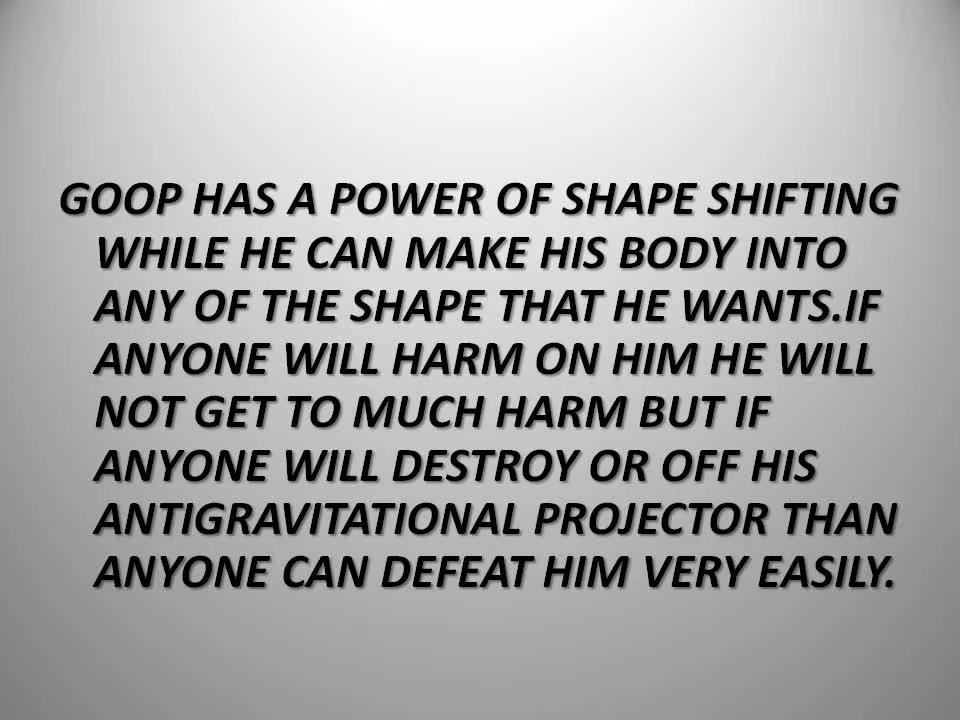 GOOP HAS A POWER OF SHAPE SHIFTING
WHILE HE CAN MAKE HIS BODY INTO
ANY OF THE SHAPE THAT HE WANTS.IF
ANYONE WILL HARM ON HIM HE WILL
NOT GET TO MUCH HARM BUT IF
ANYONE WILL DESTROY OR OFF HIS
ANTIGRAVITATIONAL PROJECTOR THAN
ANYONE CAN DEFEAT HIM VERY EASILY.